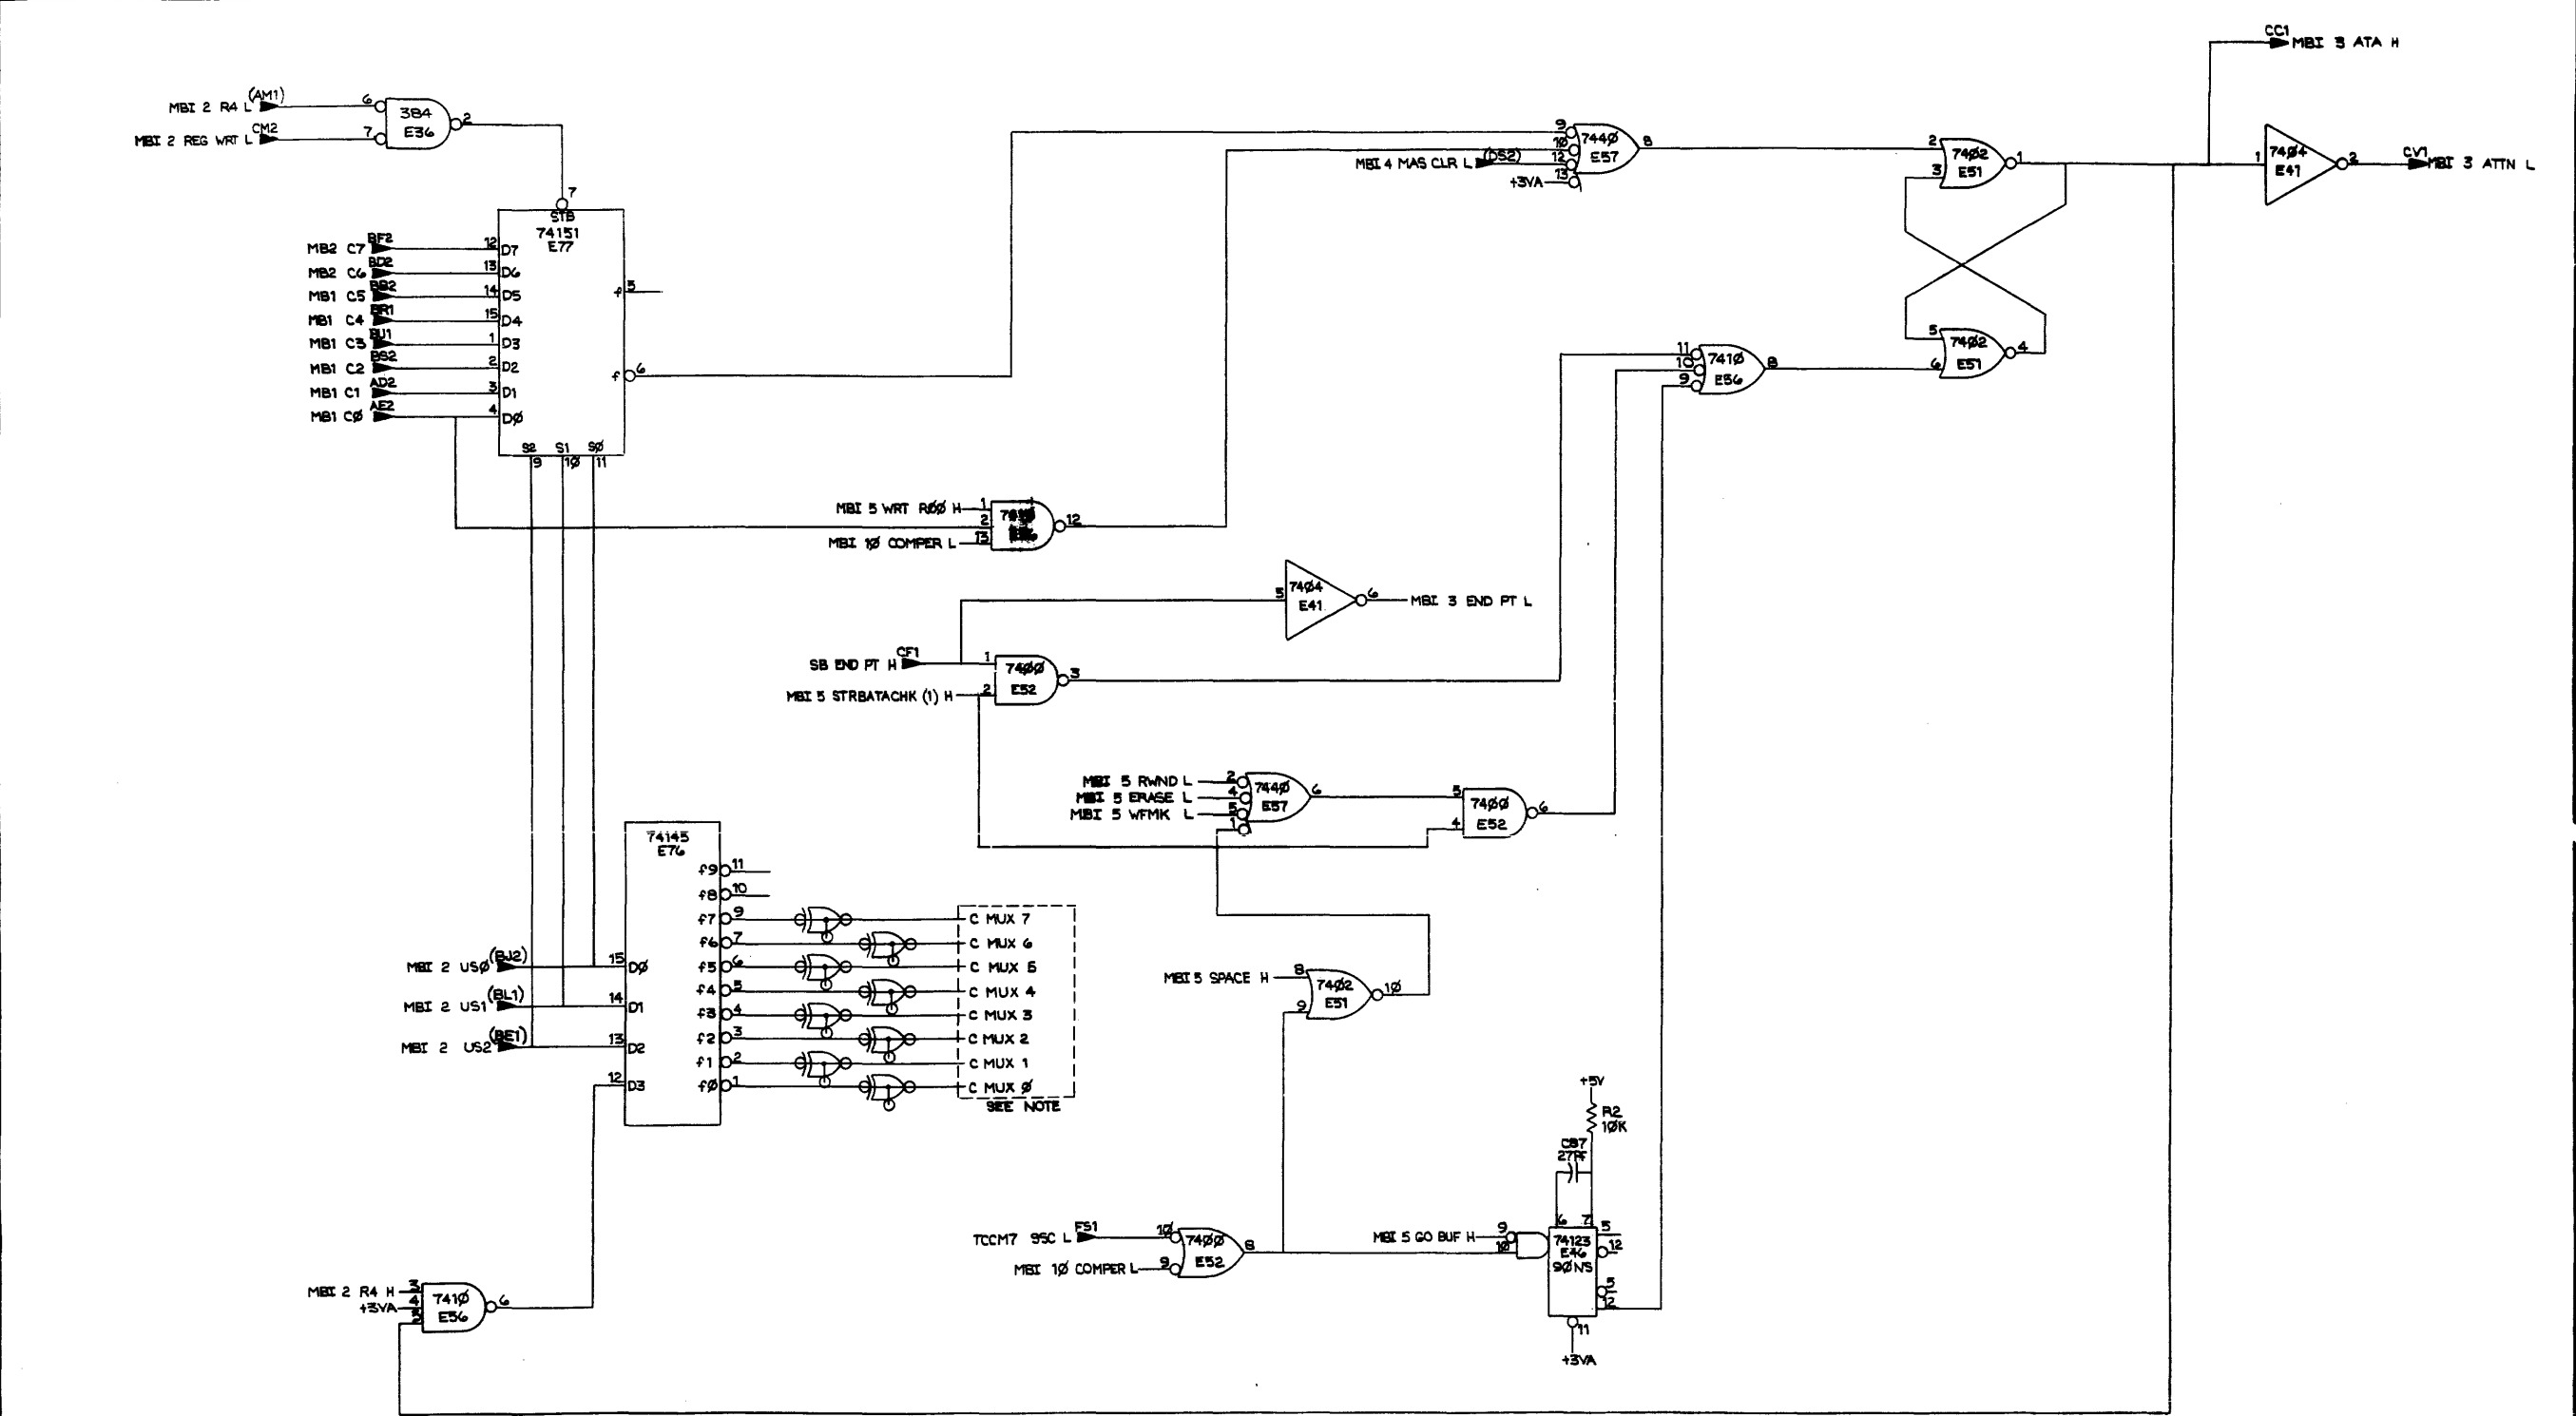 CC1
MBI 3 ATA H
MBI 2 R4 L (AM1) 6
MBI 2 REG WRT L CM2 7
384
E36
2
7
STB
74151
E77
MB2 C7 BF2 12 D7
MB2 C6 BD2 13 D6
MB1 C5 BB2 14 D5
MB1 C4 BR1 15 D4
MB1 C3 BU1 1 D3
MB1 C2 BS2 2 D2
MB1 C1 AD2 3 D1
MB1 CØ AE2 4 DØ
f 5
f 6
S2 S1 SØ
9 1Ø 11
9
1Ø
MBI 4 MAS CLR L (DS2) 12
+3VA 13
744Ø
E57
8
2
3
74Ø2
E51
1
1
74Ø4
E41
2
CV1
MBI 3 ATTN L
5
6
74Ø2
E51
4
11
1Ø
9
741Ø
E56
8
MBI 5 WRT RØØ H 1
2
MBI 1Ø COMPER L 13
12
5
74Ø4
E41
6
MBI 3 END PT L
SB END PT H CF1 1
MBI 5 STRBATACHK (1) H 2
74ØØ
E52
3
MBI 5 RWND L 2
MBI 5 ERASE L 4
MBI 5 WFMK L 5
1
744Ø
E57
6
5
4
74ØØ
E52
6
74145
E76
f9 11
f8 1Ø
f7 9 C MUX 7
f6 7 C MUX 6
f5 6 C MUX 5
f4 5 C MUX 4
f3 4 C MUX 3
f2 3 C MUX 2
f1 2 C MUX 1
fØ 1 C MUX Ø
SEE NOTE
MBI 2 USØ (BJ2) 15 DØ
MBI 2 US1 (BL1) 14 D1
MBI 2 US2 (BE1) 13 D2
12 D3
MBI 5 SPACE H 8
9
74Ø2
E51
1Ø
+5V
R2
1ØK
27PF
6 7
TCCM7 SSC L FS1 1Ø
MBI 1Ø COMPER L 9
74ØØ
E52
8
MBI 5 GO BUF H 9
1Ø
74123
E46
9ØNS
5
12
5
12
11
+3VA
MBI 2 R4 H 3
+3VA 4
5
741Ø
E56
6